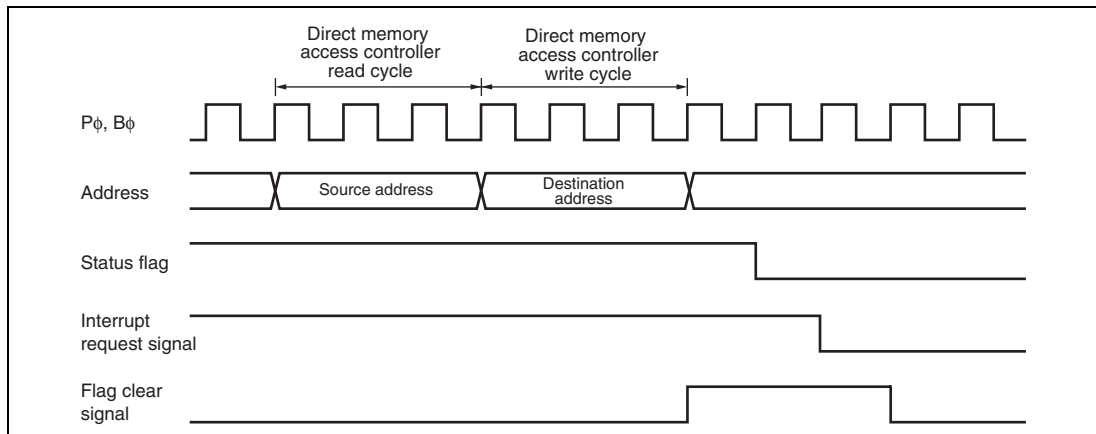 Direct memory
access controller
read cycle
Direct memory
access controller
write cycle
Pϕ, Bϕ
Address
Source address
Destination
address
Status flag
Interrupt
request signal
Flag clear
signal